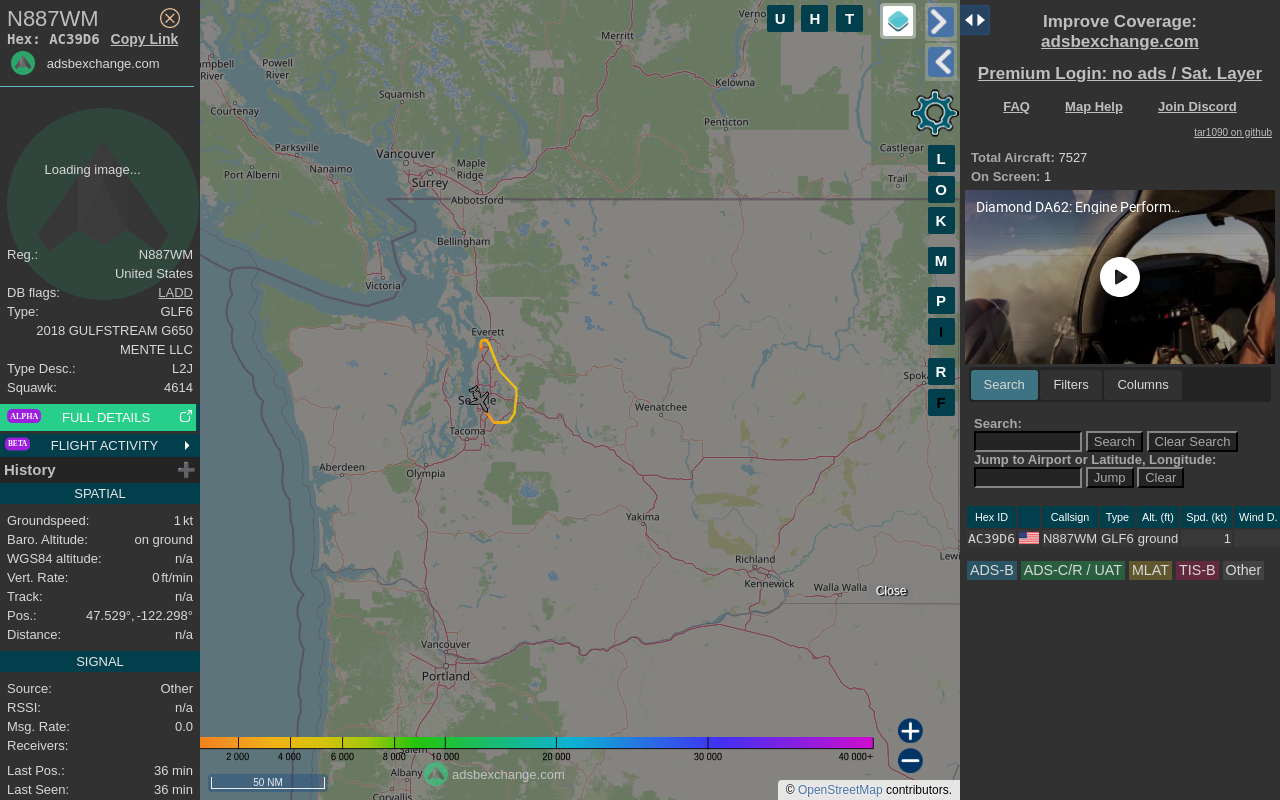 N887WM
Hex: AC39D6 Copy Link
adsbexchange.com
Loading image...
Reg.: N887WM
United States
DB flags: LADD
Type: GLF6
2018 GULFSTREAM G650
MENTE LLC
Type Desc.: L2J
Squawk: 4614
ALPHA FULL DETAILS
BETA FLIGHT ACTIVITY
History
SPATIAL
Groundspeed: 1 kt
Baro. Altitude: on ground
WGS84 altitude: n/a
Vert. Rate: 0 ft/min
Track: n/a
Pos.: 47.529°, -122.298°
Distance: n/a
SIGNAL
Source: Other
RSSI: n/a
Msg. Rate: 0.0
Receivers:
Last Pos.: 36 min
Last Seen: 36 min
Merritt
Powell River
River
Squamish
Kelowna
Courtenay
Penticton
Parksville
Vancouver
Castlegar
Nanaimo
Maple Ridge
Port Alberni
Surrey
Trail
Abbotsford
Bellingham
Victoria
Everett
Wenatchee
Tacoma
Aberdeen
Olympia
Yakima
Richland
Kennewick
Walla Walla
Close
Vancouver
Portland
Albany
Corvallis
U H T
L
O
K
M
P
I
R
F
2 000 4 000 6 000 8 000 10 000 20 000 30 000 40 000+
50 NM
adsbexchange.com
© OpenStreetMap contributors.
Improve Coverage:
adsbexchange.com
Premium Login: no ads / Sat. Layer
FAQ Map Help Join Discord
tar1090 on github
Total Aircraft: 7527
On Screen: 1
Diamond DA62: Engine Perform...
Search Filters Columns
Search:
Search Clear Search
Jump to Airport or Latitude, Longitude:
Jump Clear
Hex ID Callsign Type Alt. (ft) Spd. (kt) Wind D.
AC39D6 N887WM GLF6 ground 1
ADS-B ADS-C/R / UAT MLAT TIS-B Other